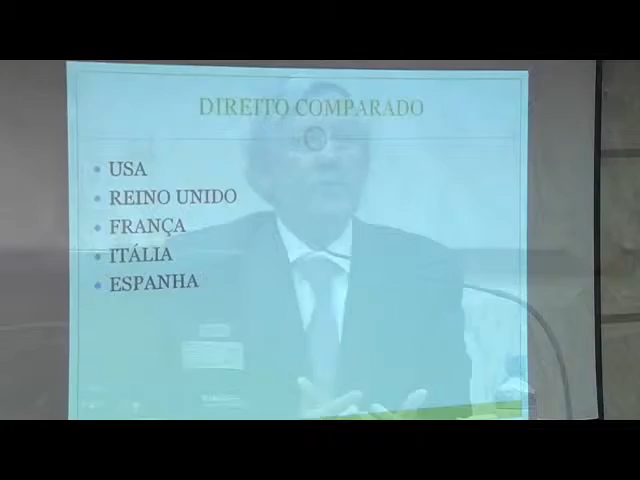 DIREITO COMPARADO
USA
REINO UNIDO
FRANÇA
ITÁLIA
ESPANHA